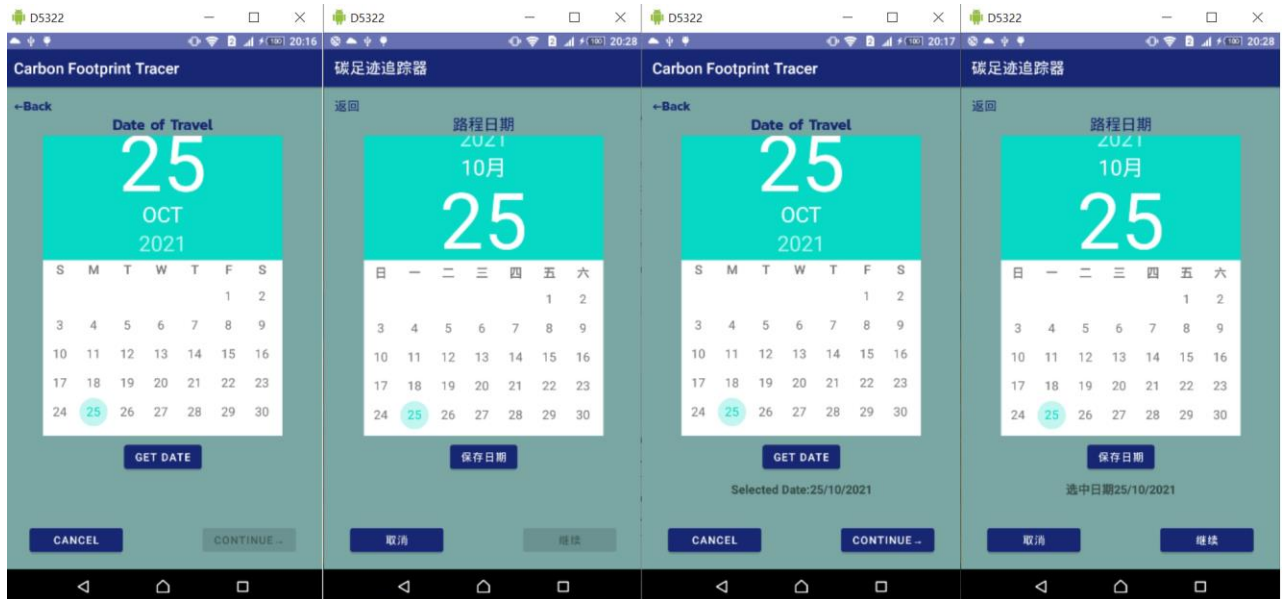 D5322
20:16
Carbon Footprint Tracer
←Back
Date of Travel
25
OCT
2021
S M T W T F S
1 2
3 4 5 6 7 8 9
10 11 12 13 14 15 16
17 18 19 20 21 22 23
24 25 26 27 28 29 30
GET DATE
CANCEL CONTINUE→
D5322
2 100 20:28
碳足迹追踪器
返回
路程日期
2021
10月
25
日 一 二 三 四 五 六
1 2
3 4 5 6 7 8 9
10 11 12 13 14 15 16
17 18 19 20 21 22 23
24 25 26 27 28 29 30
保存日期
取消 继续
D5322
2 100 20:17
Carbon Footprint Tracer
←Back
Date of Travel
25
OCT
2021
S M T W T F S
1 2
3 4 5 6 7 8 9
10 11 12 13 14 15 16
17 18 19 20 21 22 23
24 25 26 27 28 29 30
GET DATE
Selected Date:25/10/2021
CANCEL CONTINUE→
D5322
2 100 20:28
碳足迹追踪器
返回
路程日期
2021
10月
25
日 一 二 三 四 五 六
1 2
3 4 5 6 7 8 9
10 11 12 13 14 15 16
17 18 19 20 21 22 23
24 25 26 27 28 29 30
保存日期
选中日期25/10/2021
取消 继续